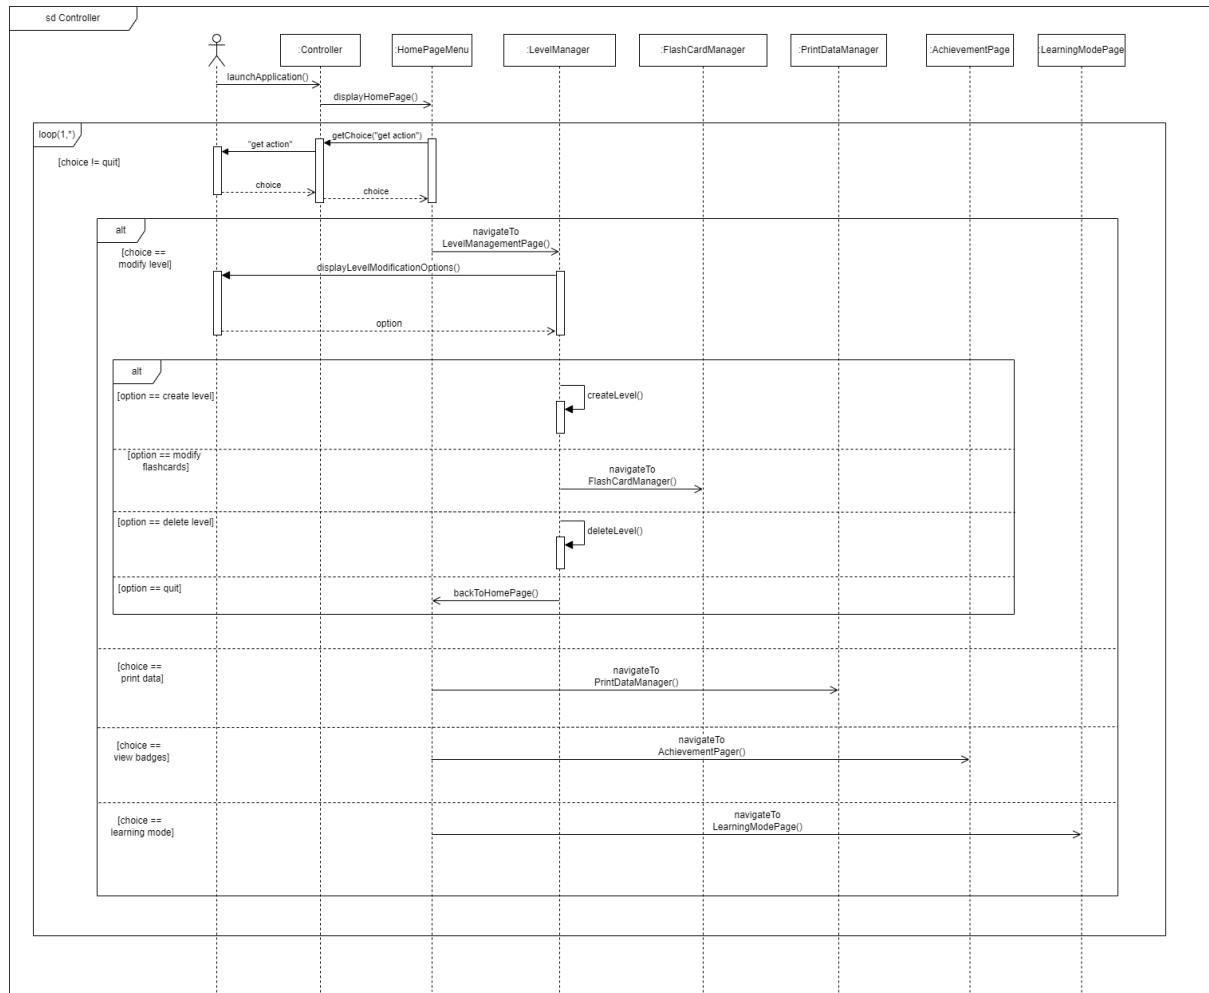 sd Controller
:Controller
:HomePageMenu
:LevelManager
:FlashCardManager
:PrintDataManager
:AchievementPage
:LearningModePage
launchApplication()
displayHomePage()
loop(1,*)
[choice != quit]
getChoice("get action")
"get action"
choice
choice
alt
[choice ==
modify level]
navigateTo
LevelManagementPage()
displayLevelModificationOptions()
option
alt
[option == create level]
createLevel()
[option == modify
flashcards]
navigateTo
FlashCardManager()
[option == delete level]
deleteLevel()
[option == quit]
backToHomePage()
[choice ==
print data]
navigateTo
PrintDataManager()
[choice ==
view badges]
navigateTo
AchievementPager()
[choice ==
learning mode]
navigateTo
LearningModePage()